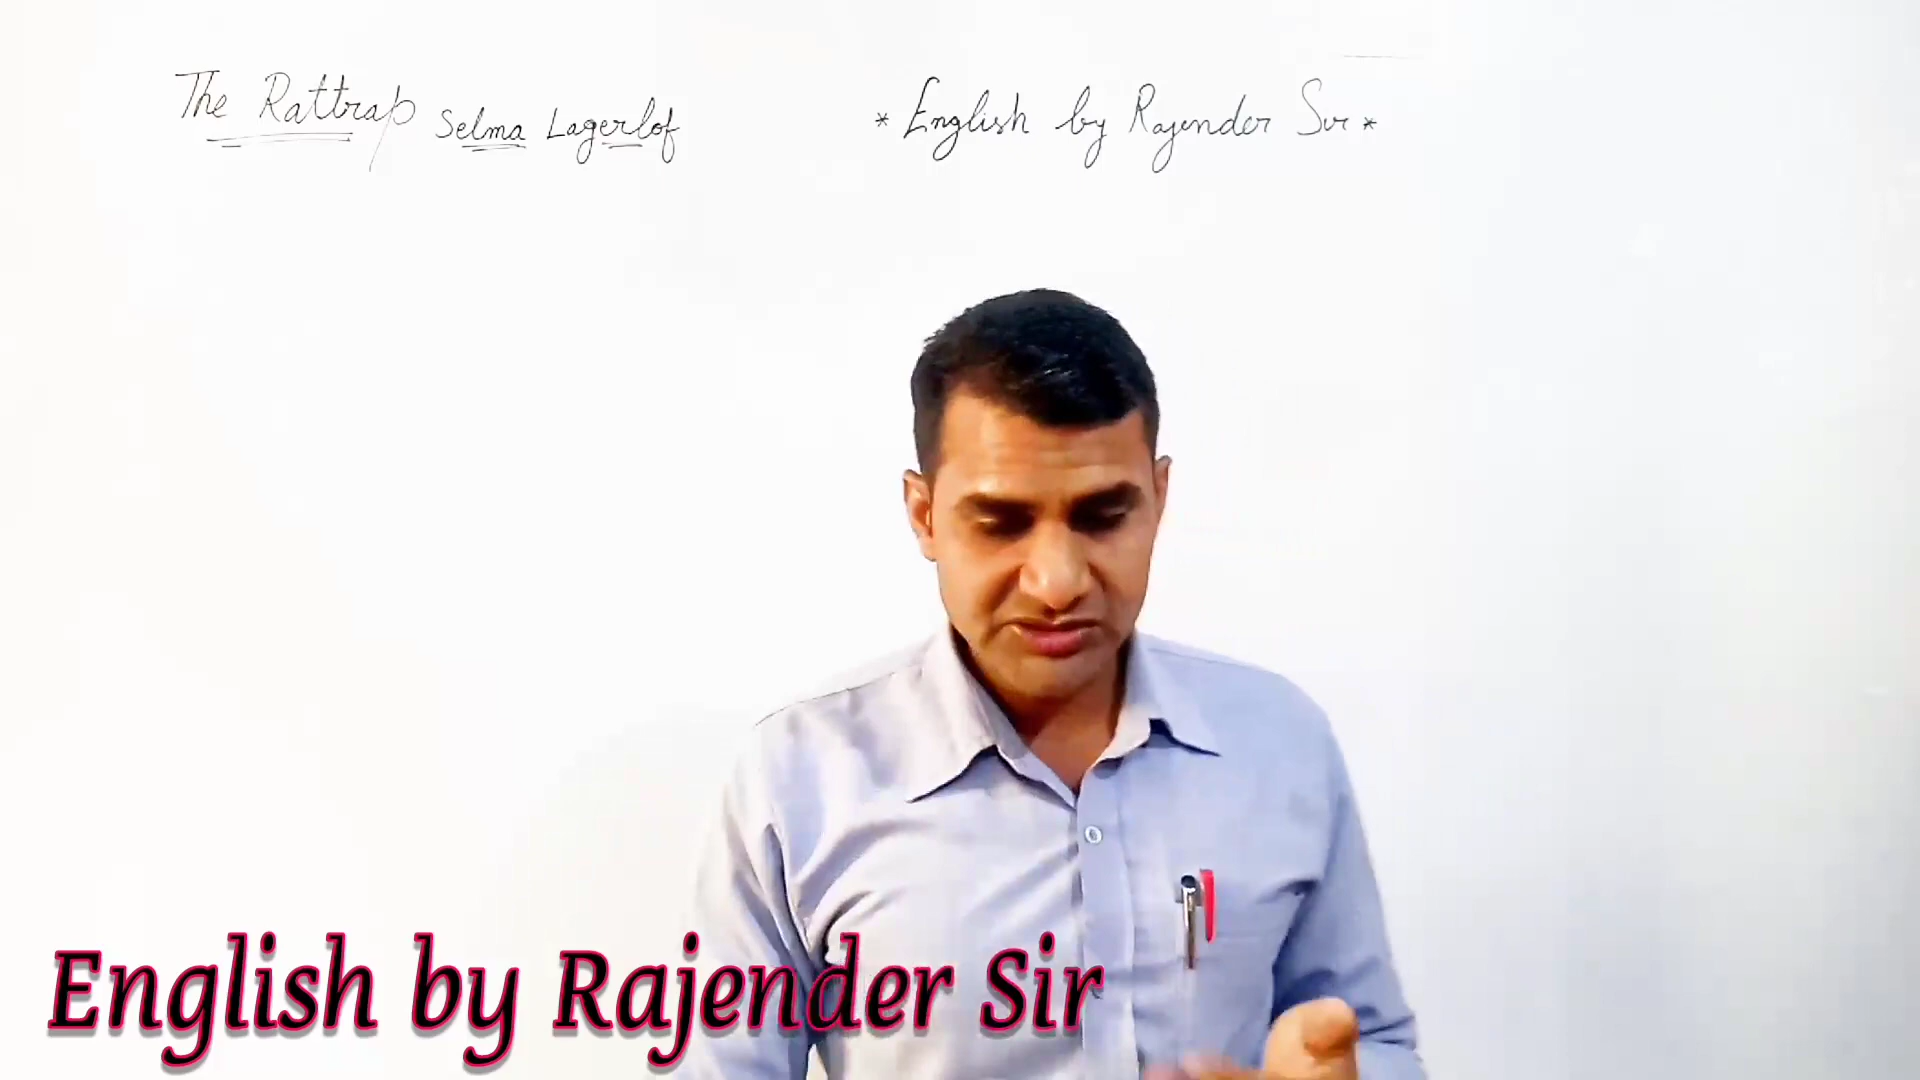 The Rattrap Selma Lagerlof
* English by Rajender Sir *
English by Rajender Sir